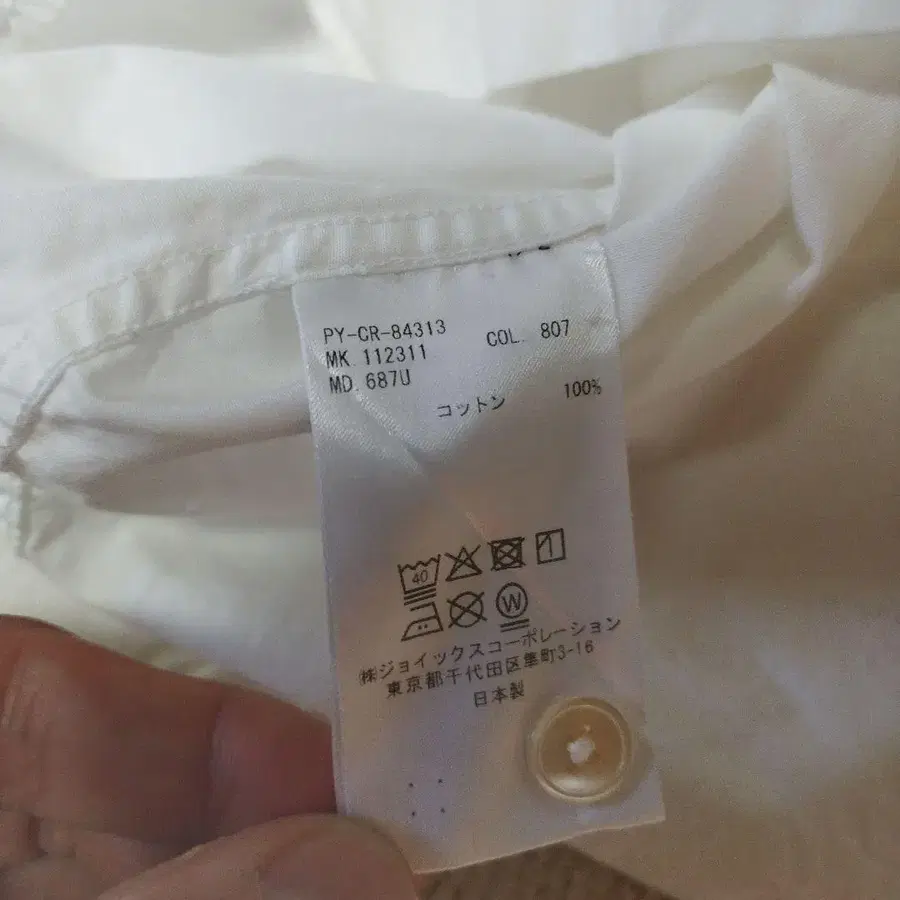 PY-CR-84313 COL. 807
MK. 112311
MD. 687U
コットン 100%
40
W
㈱ジョイックスコーポレーション
東京都千代田区隼町3-16
日本製